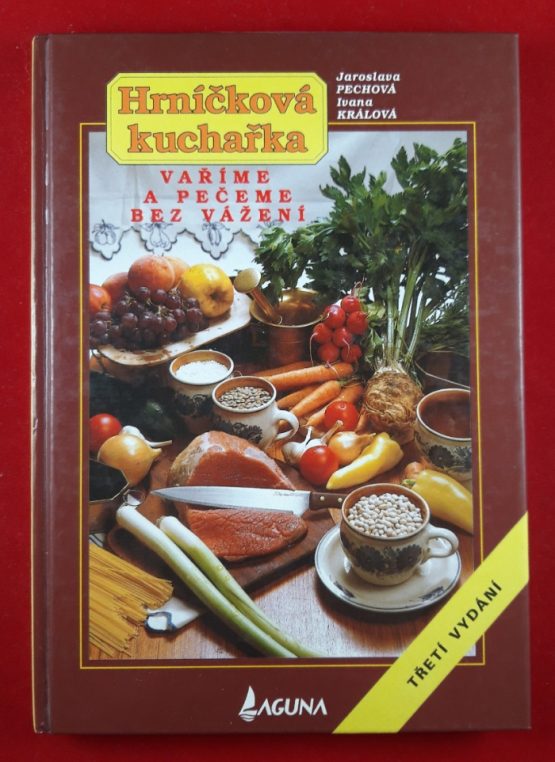 Hrníčková
kuchařka
Jaroslava
PECHOVÁ
Ivana
KRÁLOVÁ
VAŘÍME
A PEČEME
BEZ VÁŽENÍ
TŘETÍ VYDÁNÍ
LAGUNA